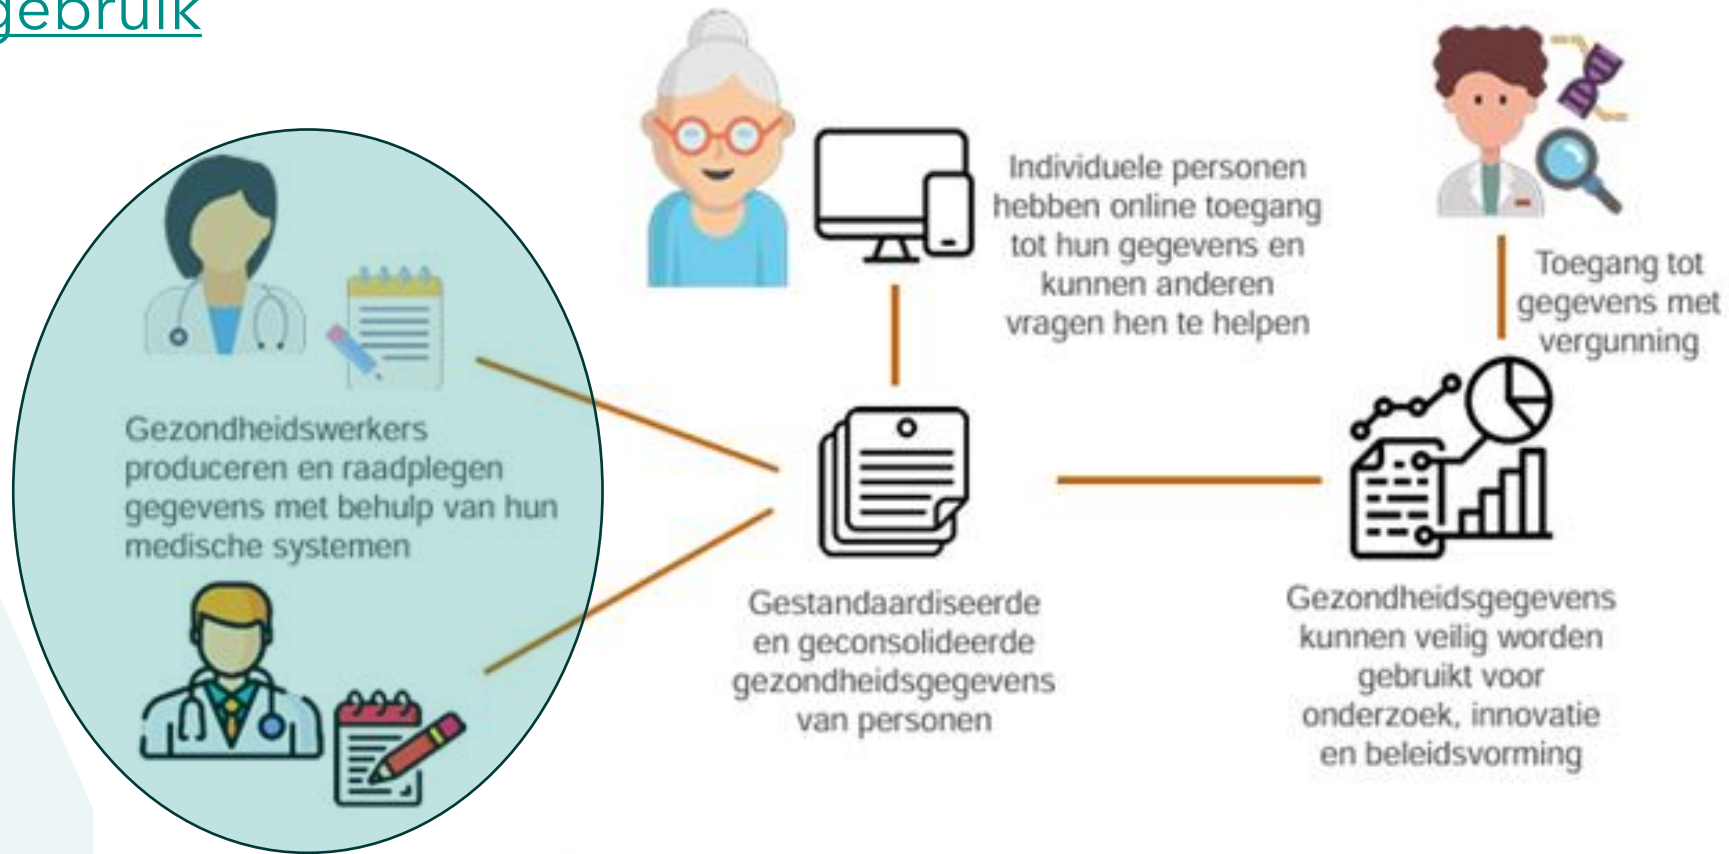 gebruik
Individuele personen
hebben online toegang
tot hun gegevens en
kunnen anderen
vragen hen te helpen
Toegang tot
gegevens met
vergunning
Gezondheidswerkers
produceren en raadplegen
gegevens met behulp van hun
medische systemen
Gestandaardiseerde
en geconsolideerde
gezondheidsgegevens
van personen
Gezondheidsgegevens
kunnen veilig worden
gebruikt voor
onderzoek, innovatie
en beleidsvorming